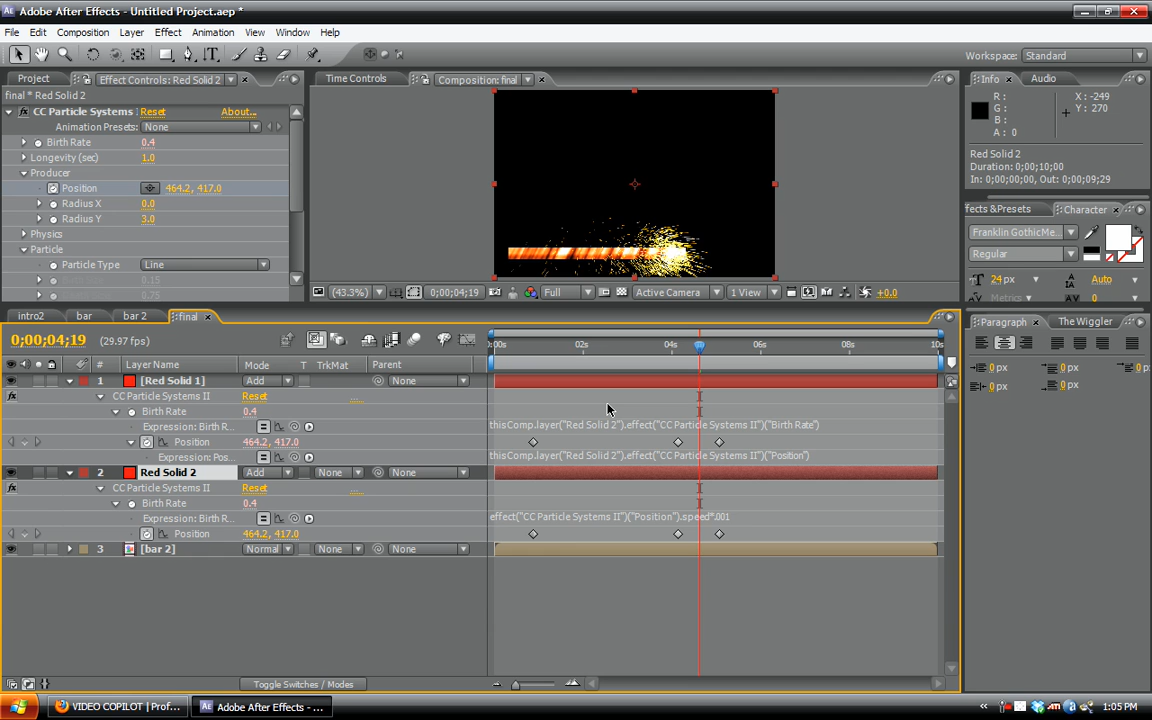 Adobe After Effects - Untitled Project.aep *
File Edit Composition Layer Effect Animation View Window Help
Workspace: Standard
Project Effect Controls: Red Solid 2
Time Controls Composition: final
Info Audio
final * Red Solid 2
CC Particle Systems Reset About...
Animation Presets: None
Birth Rate 0.4
Longevity (sec) 1.0
Producer
Position 464.2, 417.0
Radius X 0.0
Radius Y 3.0
Physics
Particle
Particle Type Line
0.15
0.75
R :
G :
B :
A : 0
X : -249
Y : 270
Red Solid 2
Duration: 0;00;10;00
In: 0;00;00;00, Out: 0;00;09;29
ffects & Presets Character
Franklin GothicMe...
Regular
24 px Auto
Metrics 0
(43.3%) 0;00;04;19 Full Active Camera 1 View +0.0
Paragraph The Wiggler
0 px 0 px 0 p
0 px 0 px
intro2 bar bar 2 final
0;00;04;19 (29.97 fps)
:00s 02s 04s 06s 08s 10s
# Layer Name Mode T TrkMat Parent
1 [Red Solid 1] Add None
CC Particle Systems II Reset ...
Birth Rate 0.4
Expression: Birth R... thisComp.layer("Red Solid 2").effect("CC Particle Systems II")("Birth Rate")
Position 464.2, 417.0
Expression: Pos... thisComp.layer("Red Solid 2").effect("CC Particle Systems II")("Position")
2 Red Solid 2 Add None None
CC Particle Systems II Reset ...
Birth Rate 0.4
Expression: Birth R... effect("CC Particle Systems II")("Position").speed*.001
Position 464.2, 417.0
3 [bar 2] Normal None None
Toggle Switches / Modes
VIDEO COPILOT | Prof... Adobe After Effects - ... 1:05 PM